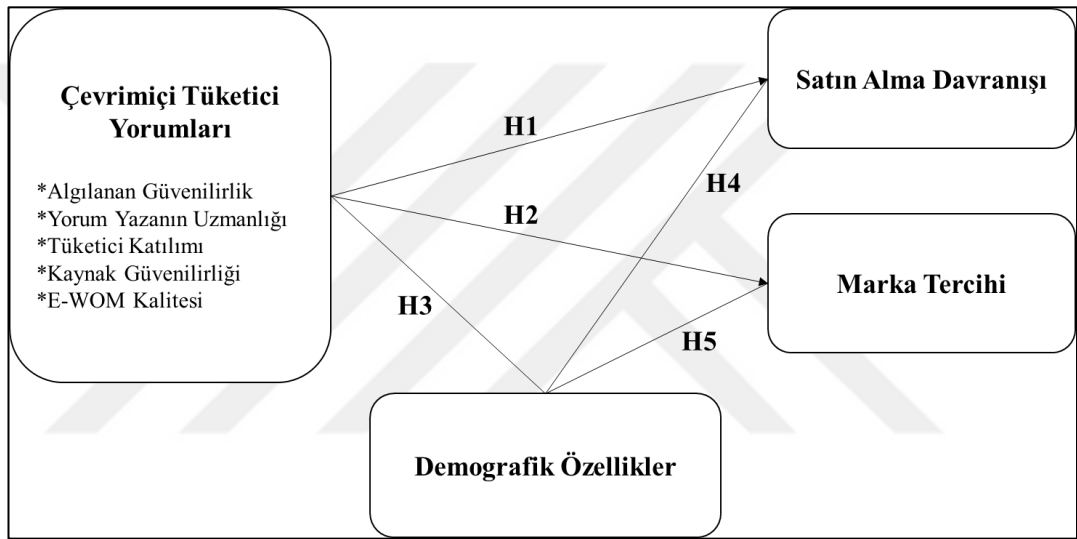 Çevrimiçi Tüketici
Yorumları
*Algılanan Güvenilirlik
*Yorum Yazanın Uzmanlığı
*Tüketici Katılımı
*Kaynak Güvenilirliği
*E-WOM Kalitesi
H1
H2
H3
H4
H5
Satın Alma Davranışı
Marka Tercihi
Demografik Özellikler